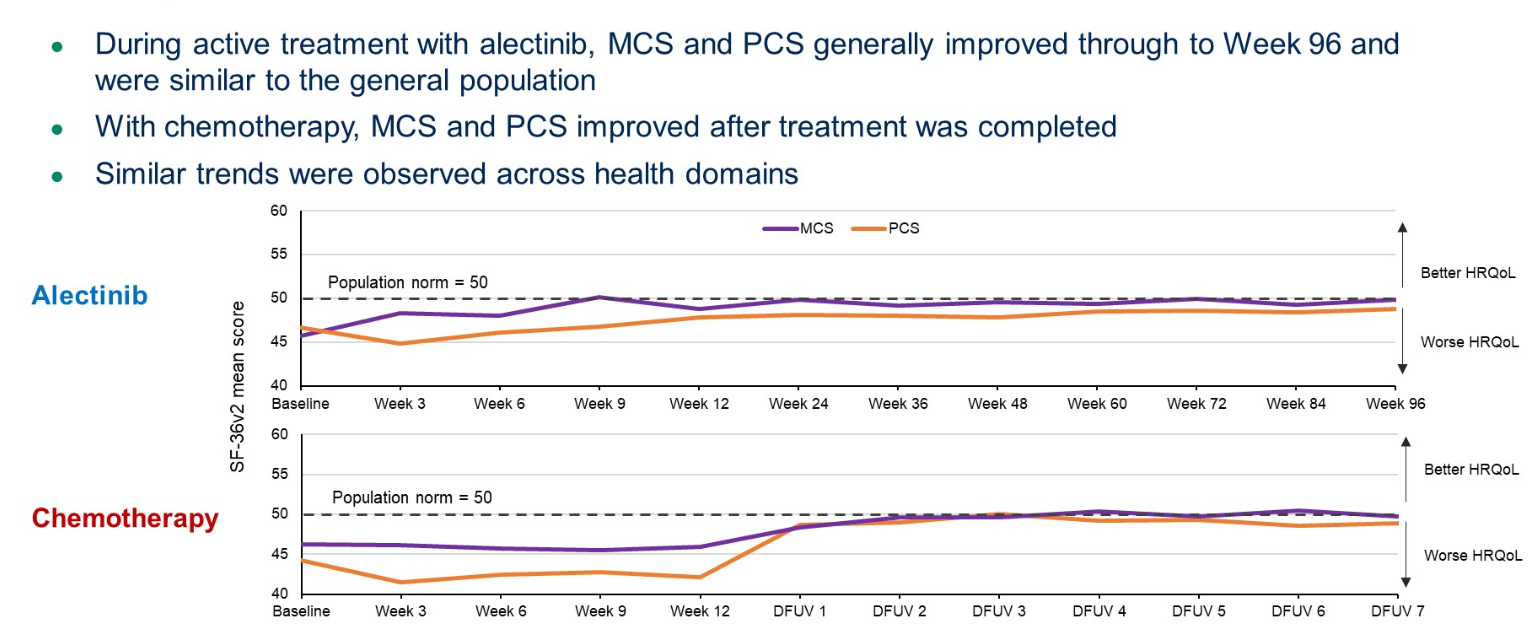 During active treatment with alectinib, MCS and PCS generally improved through to Week 96 and
were similar to the general population
With chemotherapy, MCS and PCS improved after treatment was completed
Similar trends were observed across health domains
SF-36v2 mean score
Alectinib
60
55
50
45
40
MCS PCS
Population norm = 50
Better HRQoL
Worse HRQoL
Baseline Week 3 Week 6 Week 9 Week 12 Week 24 Week 36 Week 48 Week 60 Week 72 Week 84 Week 96
Chemotherapy
60
55
50
45
40
Population norm = 50
Better HRQoL
Worse HRQoL
Baseline Week 3 Week 6 Week 9 Week 12 DFUV 1 DFUV 2 DFUV 3 DFUV 4 DFUV 5 DFUV 6 DFUV 7